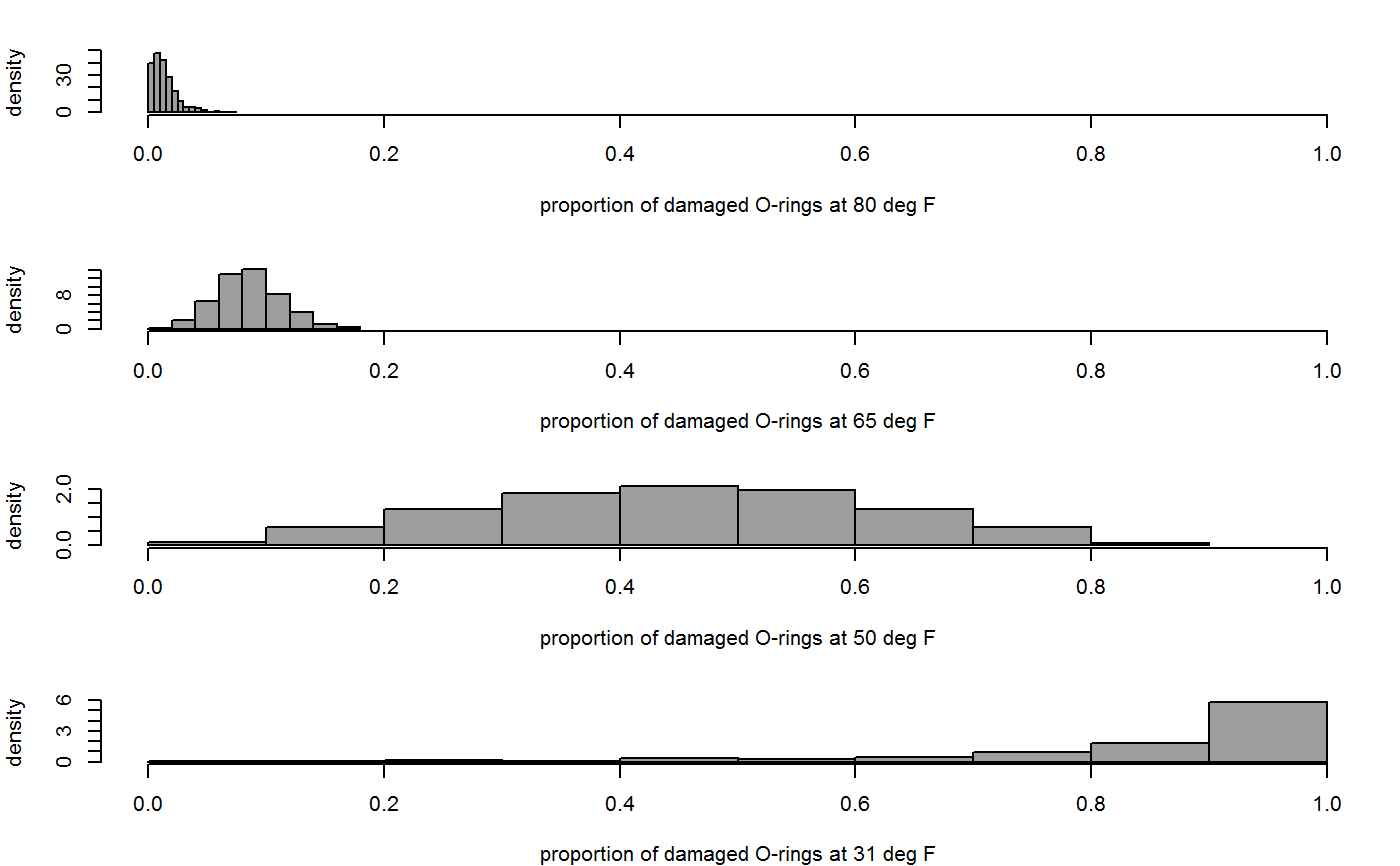 density
0 30
0.0 0.2 0.4 0.6 0.8 1.0
proportion of damaged O-rings at 80 deg F
density
0 8
0.0 0.2 0.4 0.6 0.8 1.0
proportion of damaged O-rings at 65 deg F
density
0.0 2.0
0.0 0.2 0.4 0.6 0.8 1.0
proportion of damaged O-rings at 50 deg F
density
0 3 6
0.0 0.2 0.4 0.6 0.8 1.0
proportion of damaged O-rings at 31 deg F